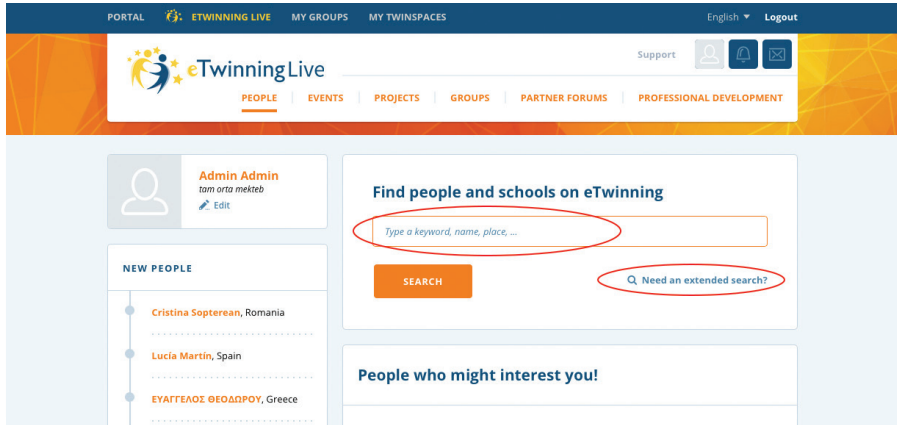 PORTAL ETWINNING LIVE MY GROUPS MY TWINSPACES English Logout
eTwinning Live
Support
PEOPLE EVENTS PROJECTS GROUPS PARTNER FORUMS PROFESSIONAL DEVELOPMENT
Admin Admin
tam orta mekteb
Edit
NEW PEOPLE
Cristina Sopterean, Romania
Lucía Martín, Spain
ΕΥΑΓΓΕΛΟΣ ΘΕΟΔΩΡΟΥ, Greece
Find people and schools on eTwinning
Type a keyword, name, place, ...
SEARCH
Need an extended search?
People who might interest you!